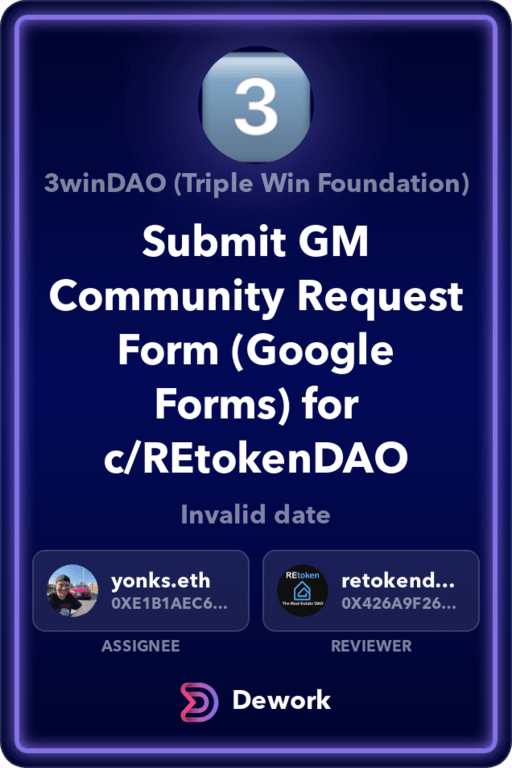 3
3winDAO (Triple Win Foundation)
Submit GM
Community Request
Form (Google
Forms) for
c/REtokenDAO
Invalid date
yonks.eth
0XE1B1AEC6...
REtoken
The Real Estate DAO
retokend...
0X426A9F26...
ASSIGNEE
REVIEWER
Dework